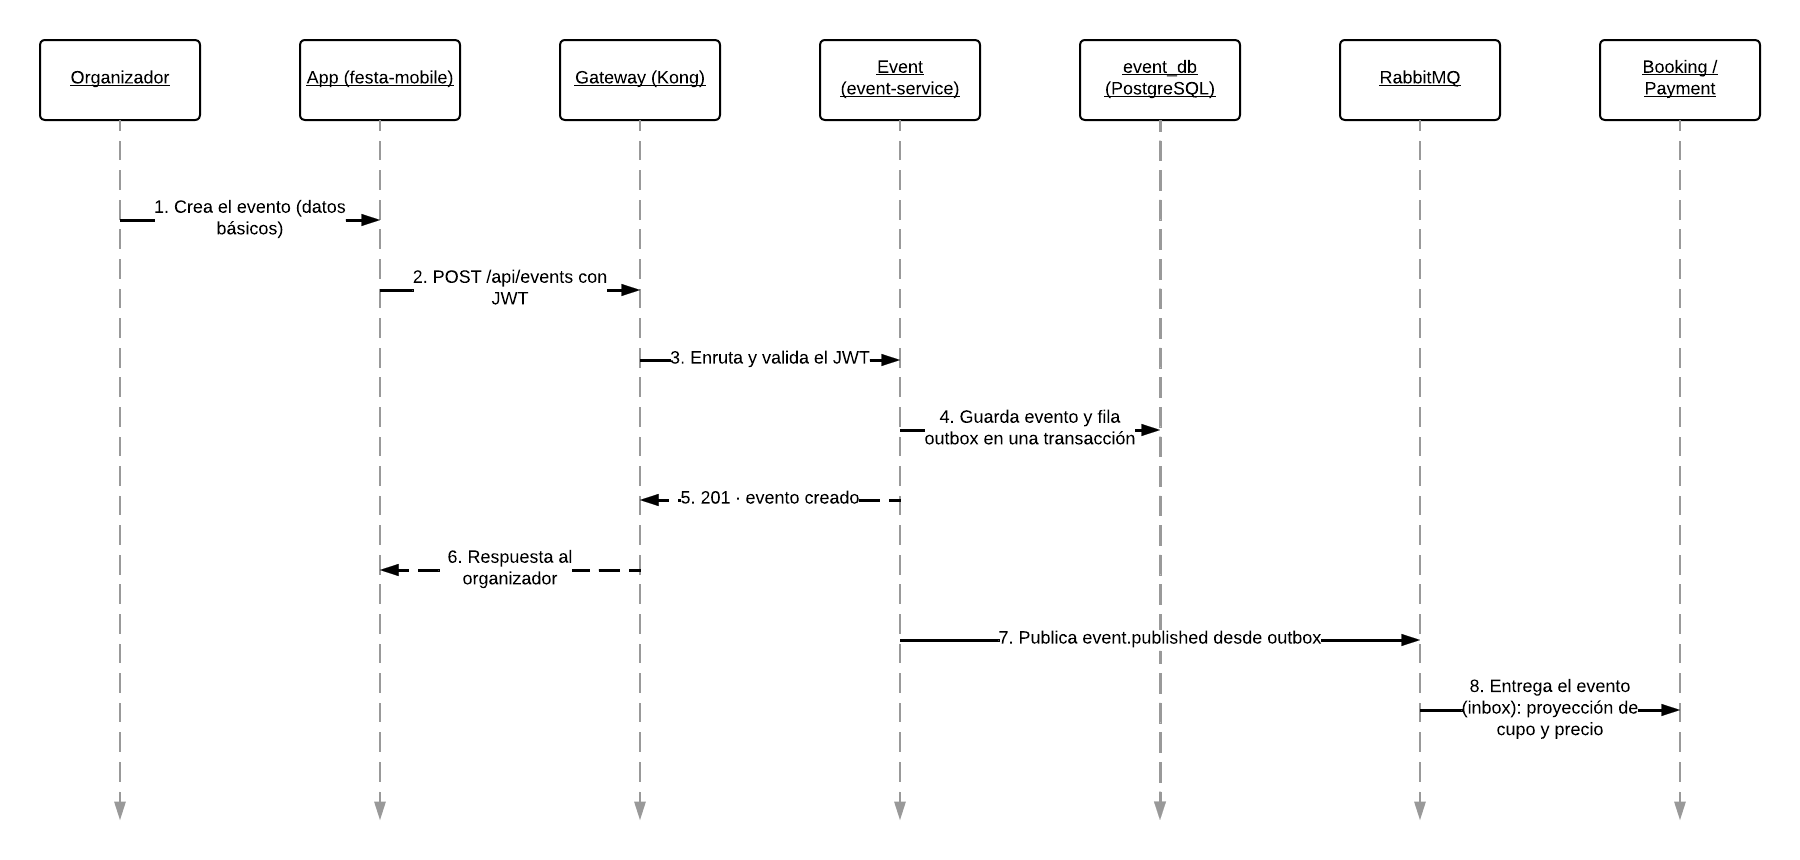 Organizador
App (festa-mobile)
Gateway (Kong)
Event
(event-service)
event_db
(PostgreSQL)
RabbitMQ
Booking /
Payment
1. Crea el evento (datos
básicos)
2. POST /api/events con
JWT
3. Enruta y valida el JWT
4. Guarda evento y fila
outbox en una transacción
5. 201 · evento creado
6. Respuesta al
organizador
7. Publica event.published desde outbox
8. Entrega el evento
(inbox): proyección de
cupo y precio